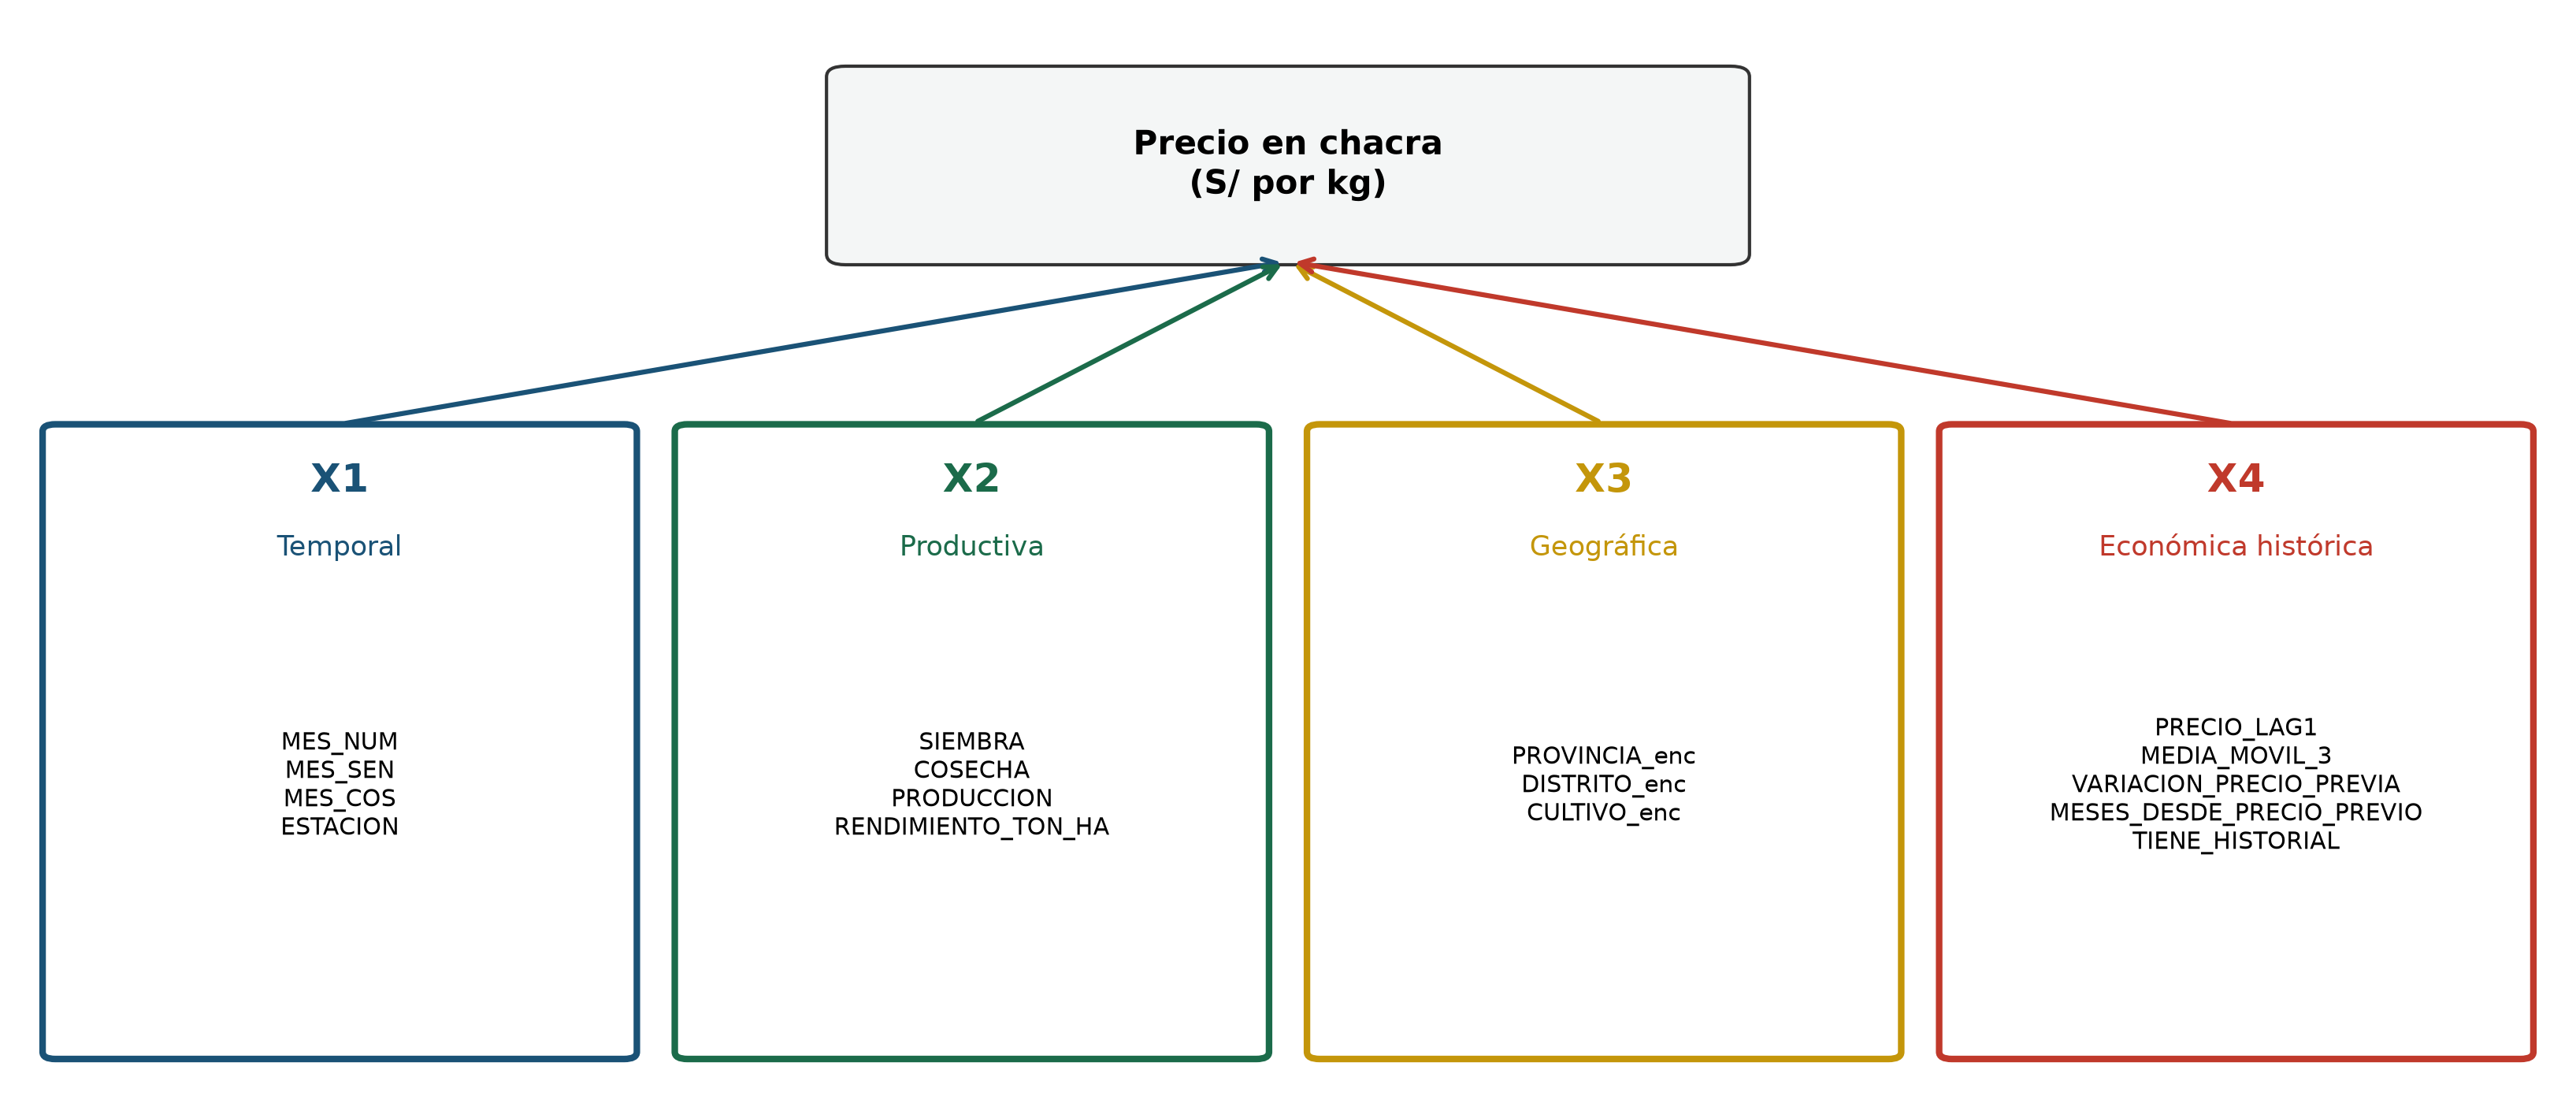 Precio en chacra
(S/ por kg)
X1
Temporal
MES_NUM
MES_SEN
MES_COS
ESTACION
X2
Productiva
SIEMBRA
COSECHA
PRODUCCION
RENDIMIENTO_TON_HA
X3
Geográfica
PROVINCIA_enc
DISTRITO_enc
CULTIVO_enc
X4
Económica histórica
PRECIO_LAG1
MEDIA_MOVIL_3
VARIACION_PRECIO_PREVIA
MESES_DESDE_PRECIO_PREVIO
TIENE_HISTORIAL